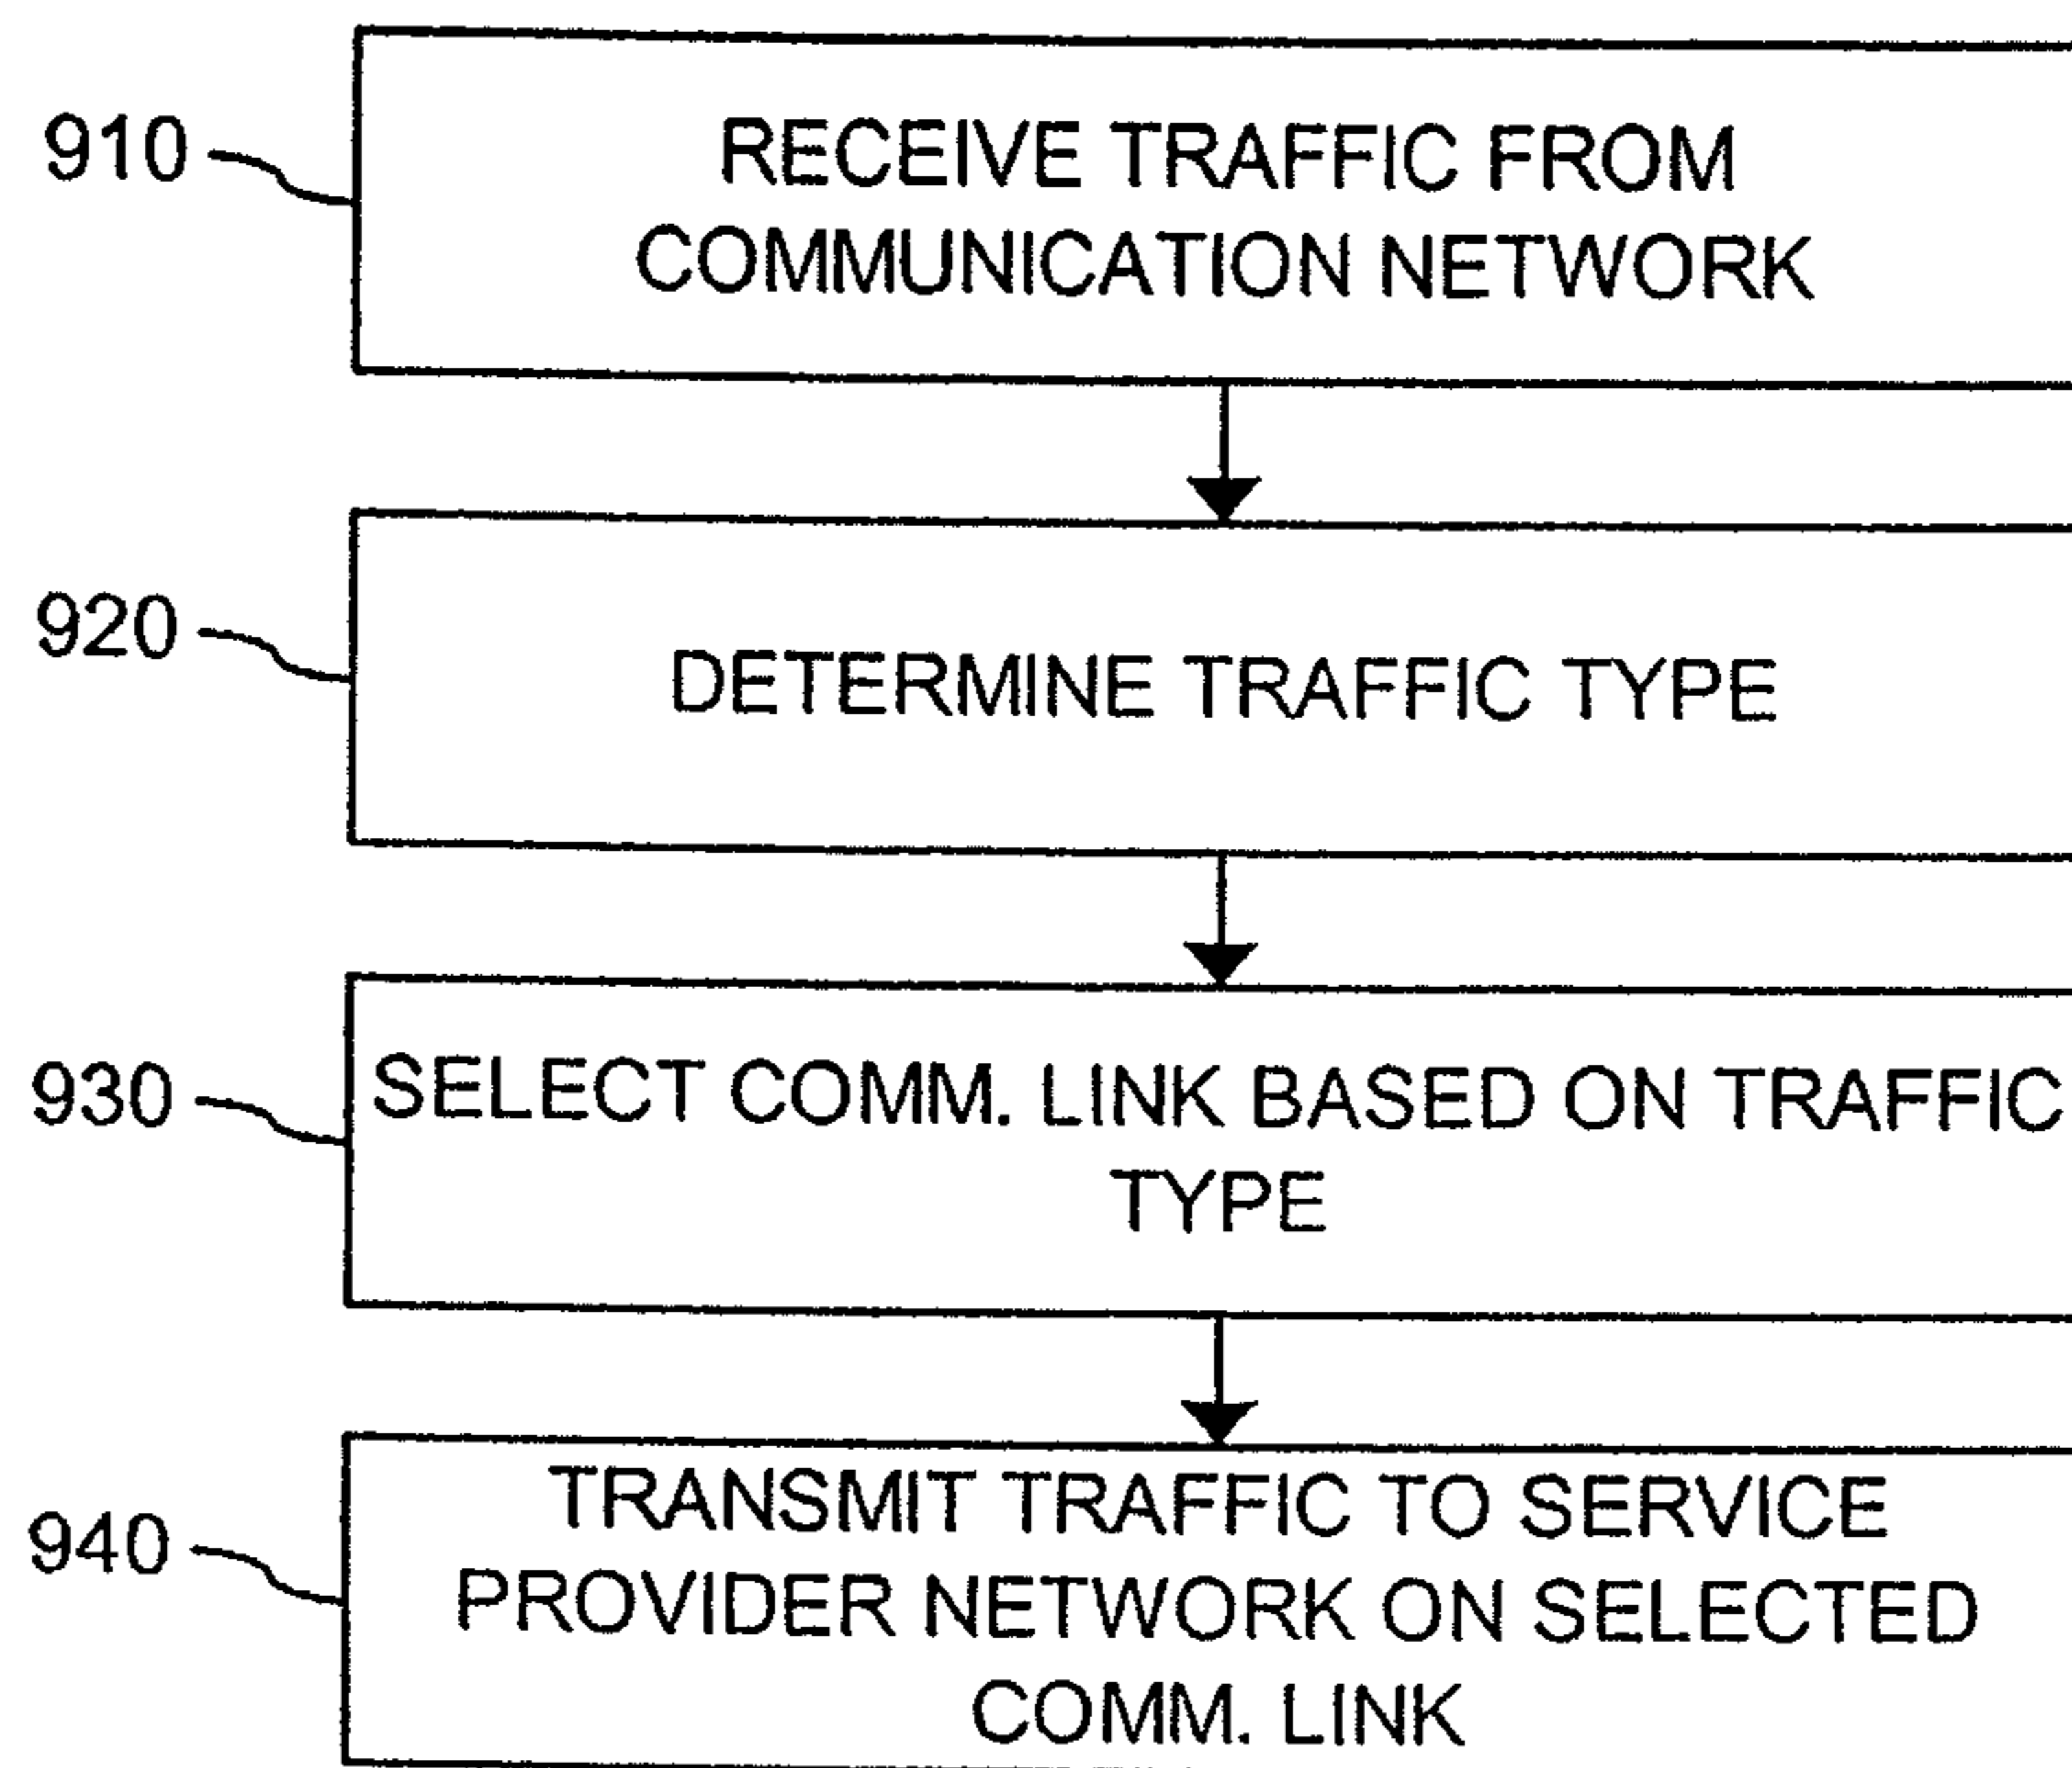 910
RECEIVE TRAFFIC FROM
COMMUNICATION NETWORK
920
DETERMINE TRAFFIC TYPE
930
SELECT COMM. LINK BASED ON TRAFFIC
TYPE
940
TRANSMIT TRAFFIC TO SERVICE
PROVIDER NETWORK ON SELECTED
COMM. LINK